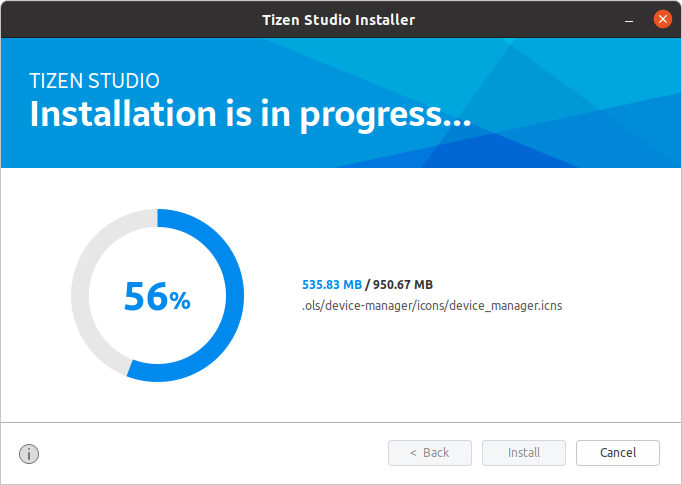 Tizen Studio Installer
TIZEN STUDIO
Installation is in progress...
56%
535.83 MB / 950.67 MB
.ols/device-manager/icons/device_manager.icns
< Back
Install
Cancel